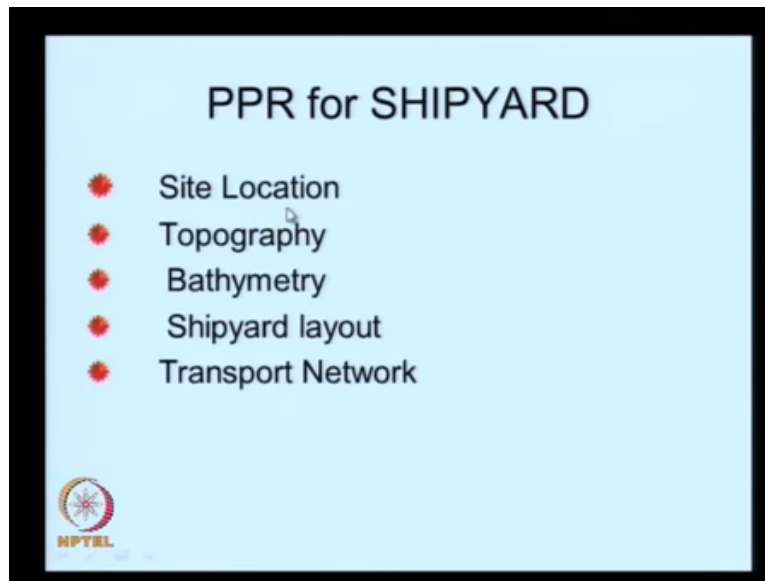 PPR for SHIPYARD
Site Location
Topography
Bathymetry
Shipyard layout
Transport Network
NPTEL